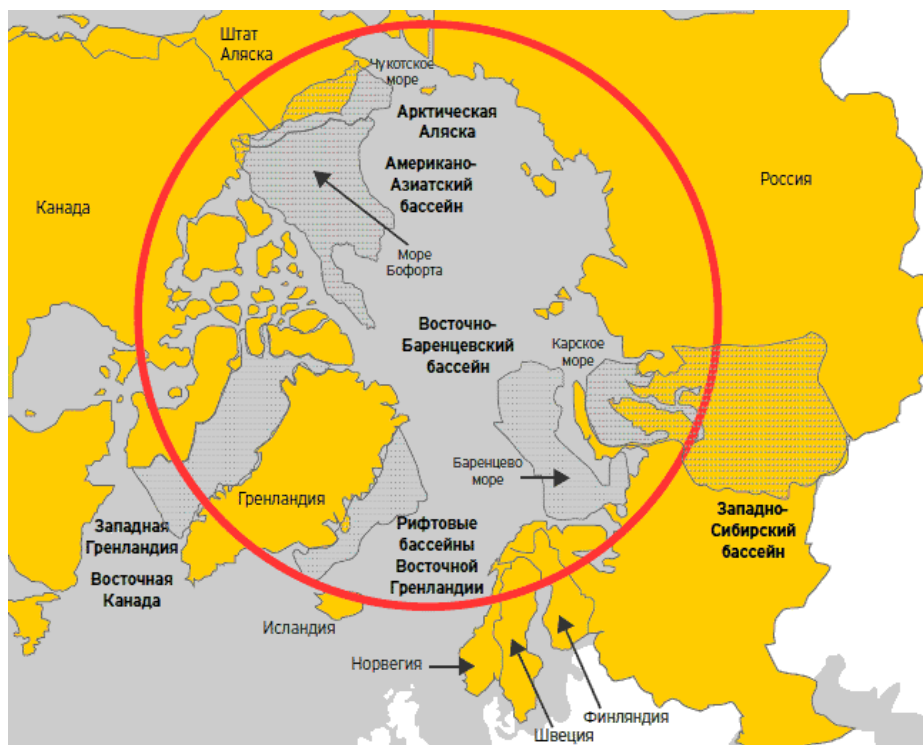 Штат
Аляска
Чукотское
море
Арктическая
Аляска
Американо-
Азиатский
бассейн
Россия
Канада
Море
Бофорта
Восточно-
Баренцевский
бассейн
Карское
море
Баренцево
море
Гренландия
Западная
Гренландия
Восточная
Канада
Рифтовые
бассейны
Восточной
Гренландии
Западно-
Сибирский
бассейн
Исландия
Норвегия
Финляндия
Швеция